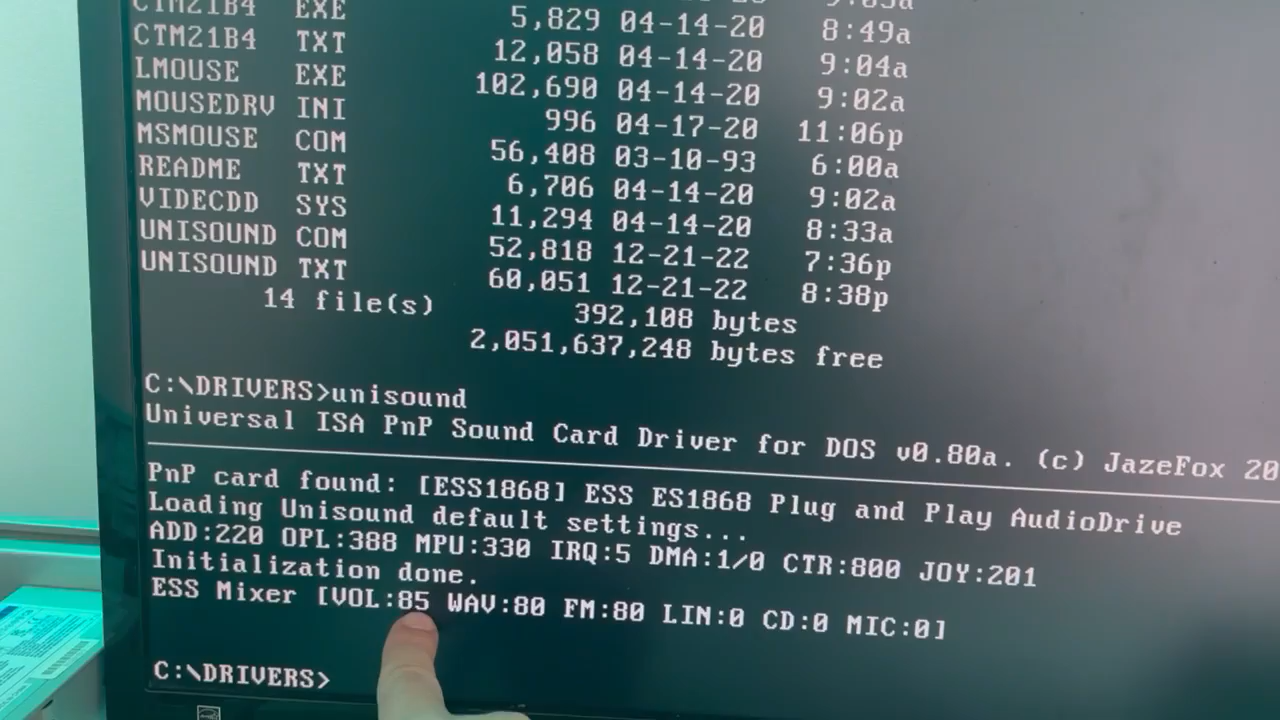 CTM21B4 EXE 5,829 04-14-20 8:49a
CTM21B4 TXT 12,058 04-14-20 9:04a
LMOUSE EXE 102,690 04-14-20 9:02a
MOUSEDRV INI 996 04-17-20 11:06p
MSMOUSE COM 56,408 03-10-93 6:00a
README TXT 6,706 04-14-20 9:02a
VIDECDD SYS 11,294 04-14-20 8:33a
UNISOUND COM 52,818 12-21-22 7:36p
UNISOUND TXT 60,051 12-21-22 8:38p
14 file(s) 392,108 bytes
2,051,637,248 bytes free
C:\DRIVERS>unisound
Universal ISA PnP Sound Card Driver for DOS v0.80a. (c) JazeFox 20
PnP card found: [ESS1868] ESS ES1868 Plug and Play AudioDrive
Loading Unisound default settings...
ADD:220 OPL:388 MPU:330 IRQ:5 DMA:1/0 CTR:800 JOY:201
Initialization done.
ESS Mixer [VOL:85 WAV:80 FM:80 LIN:0 CD:0 MIC:0]
C:\DRIVERS>